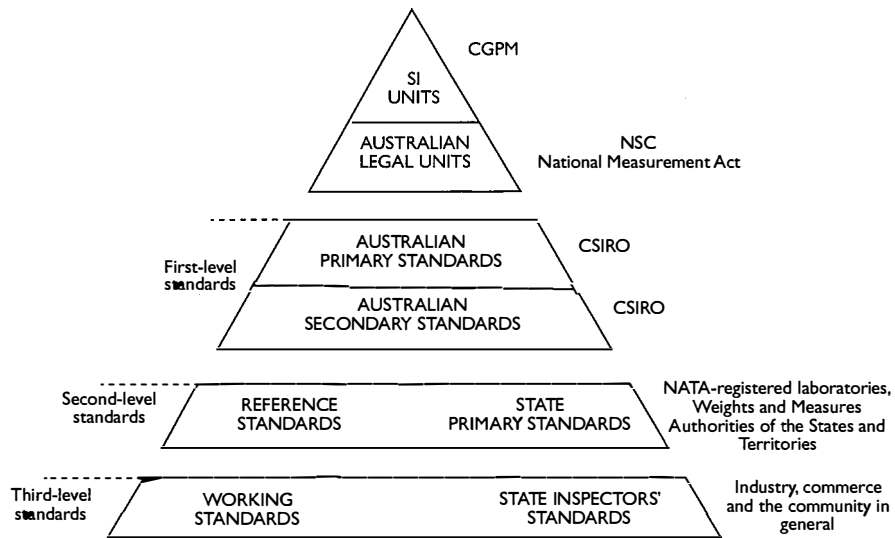 CGPM
SI
UNITS
AUSTRALIAN
LEGAL UNITS
NSC
National Measurement Act
First-level
standards
AUSTRALIAN
PRIMARY STANDARDS
CSIRO
AUSTRALIAN
SECONDARY STANDARDS
CSIRO
Second-level
standards
REFERENCE
STANDARDS
STATE
PRIMARY STANDARDS
NATA-registered laboratories,
Weights and Measures
Authorities of the States and
Territories
Third-level
standards
WORKING
STANDARDS
STATE INSPECTORS'
STANDARDS
Industry, commerce
and the community in
general